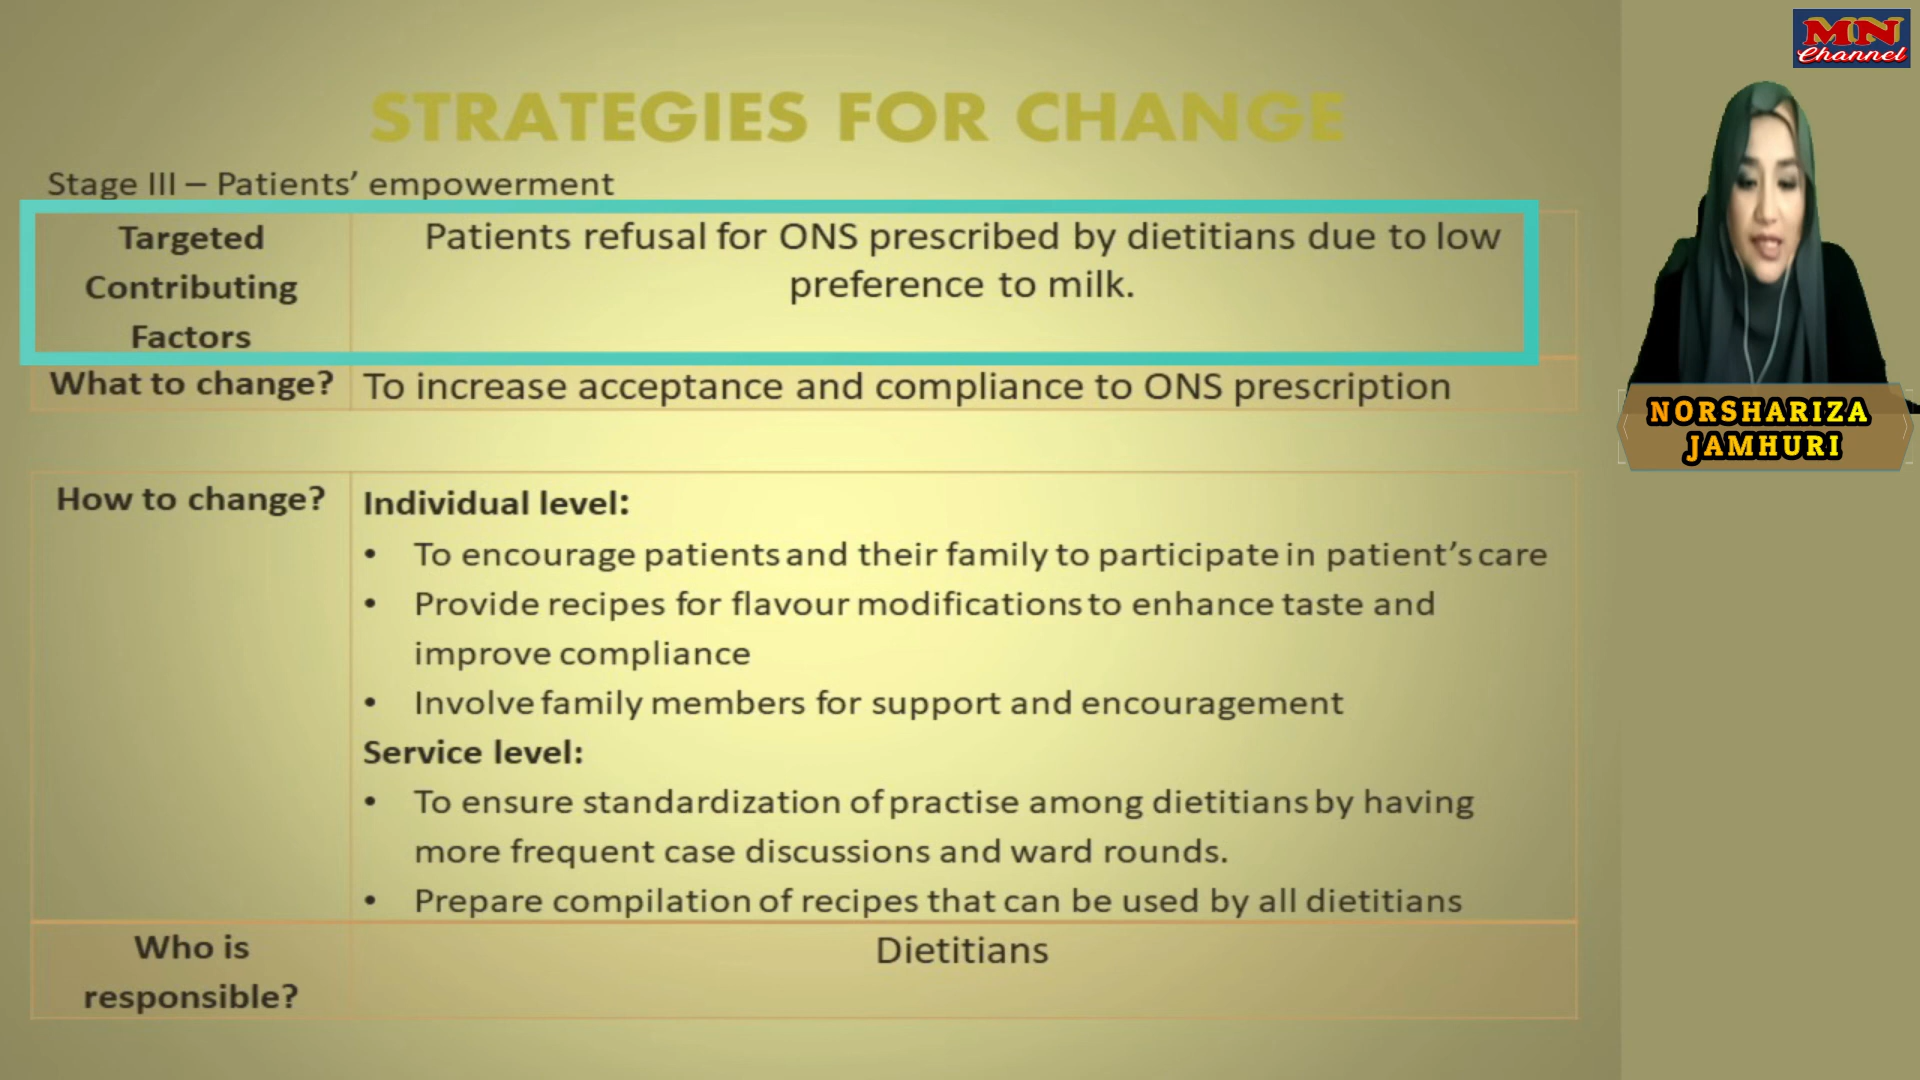 MN
Channel
STRATEGIES FOR CHANGE
Stage III – Patients’ empowerment
Targeted
Contributing
Factors
Patients refusal for ONS prescribed by dietitians due to low
preference to milk.
What to change?
To increase acceptance and compliance to ONS prescription
NORSHARIZA
JAMHURI
How to change?
Individual level:
• To encourage patients and their family to participate in patient’s care
• Provide recipes for flavour modifications to enhance taste and
improve compliance
• Involve family members for support and encouragement
Service level:
• To ensure standardization of practise among dietitians by having
more frequent case discussions and ward rounds.
• Prepare compilation of recipes that can be used by all dietitians
Who is
responsible?
Dietitians